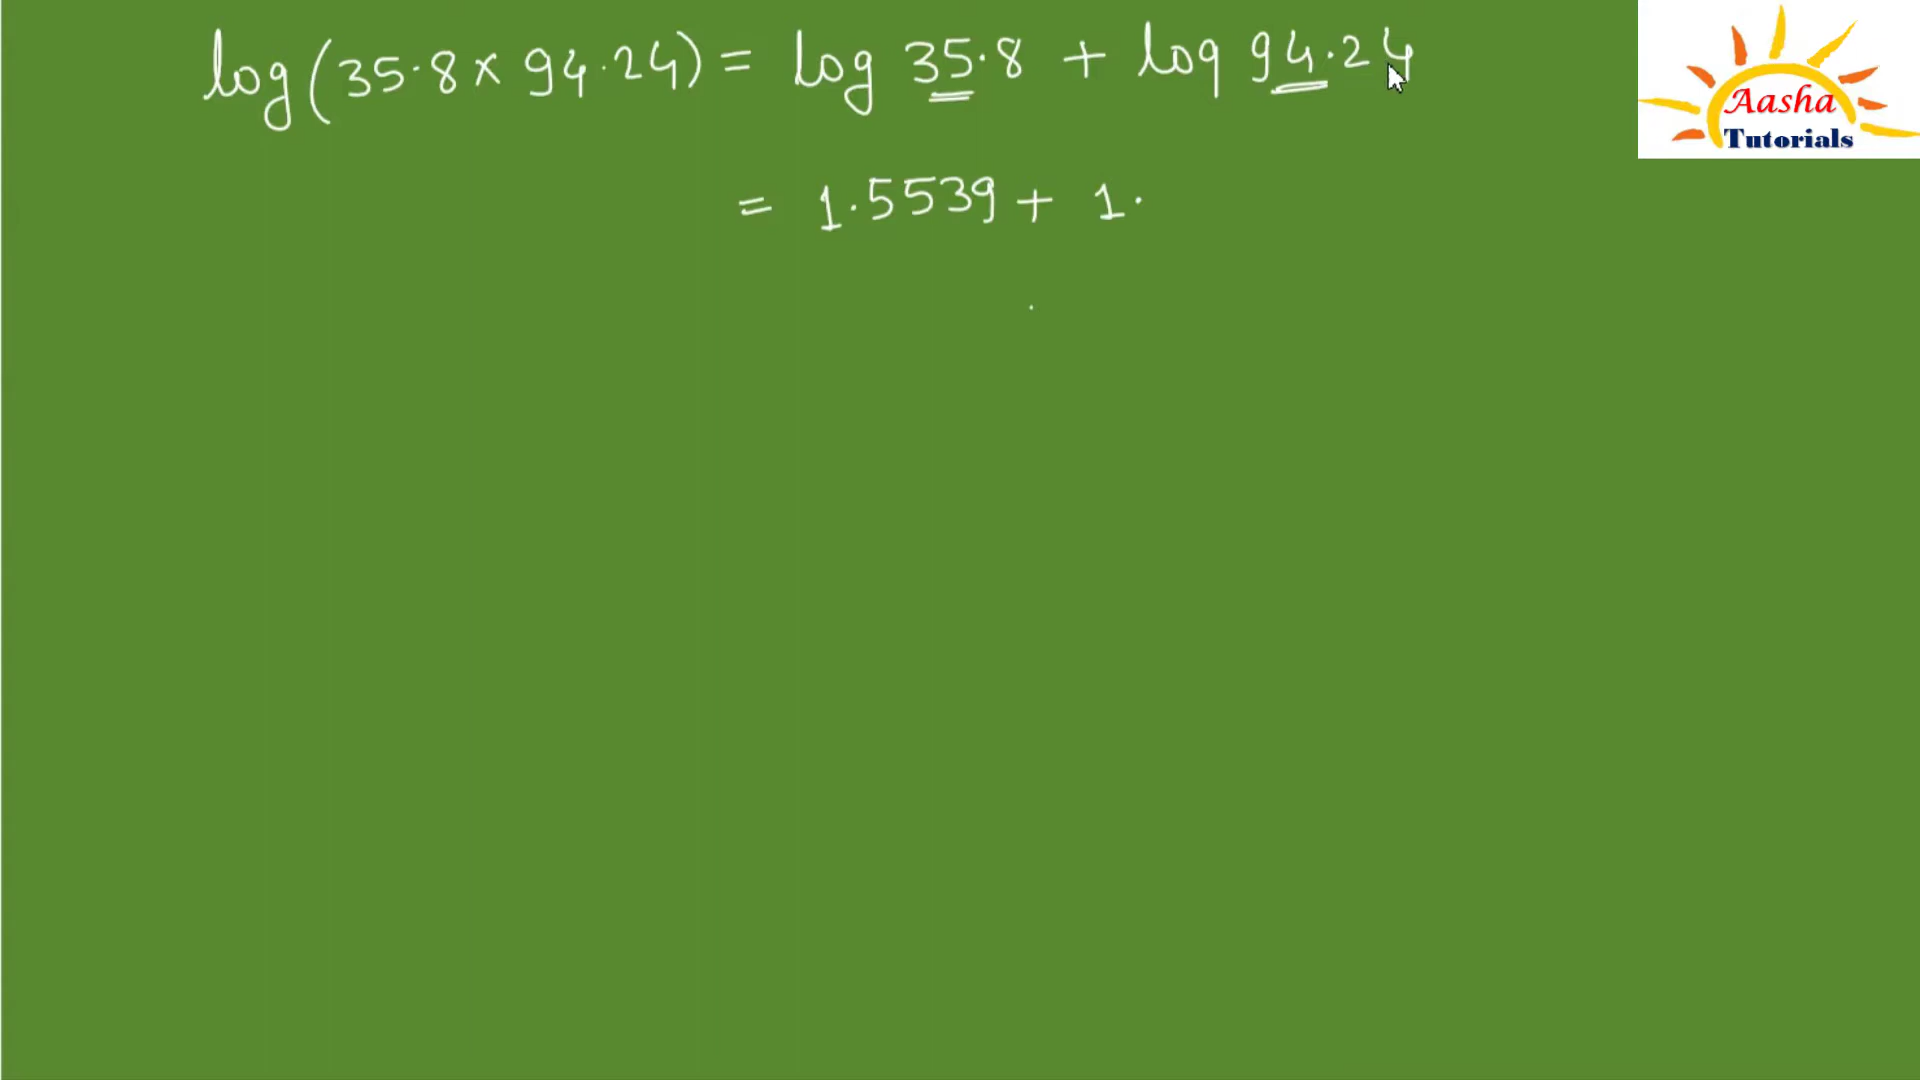 log(35.8 × 94.24) = log 35.8 + log 94.24
= 1.5539 + 1.
Aasha
Tutorials